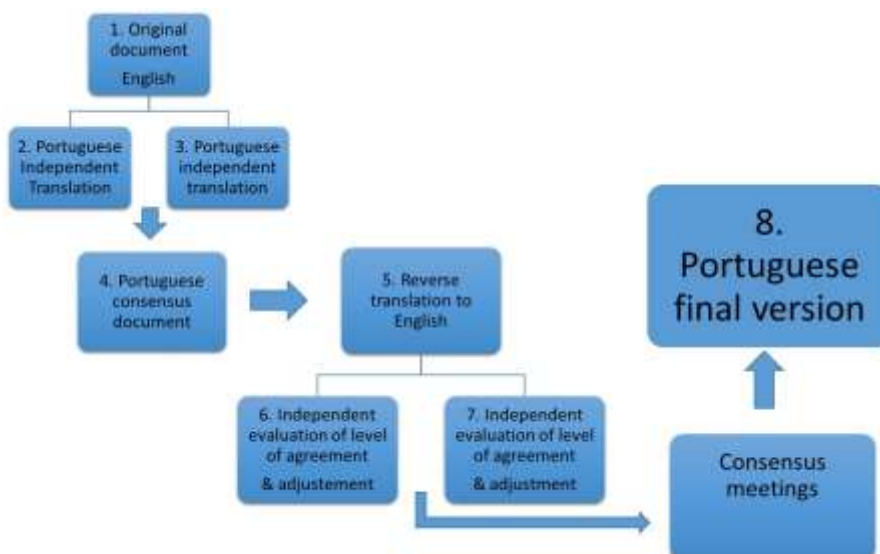 1. Original
document
English
2. Portuguese
Independent
Translation
3. Portuguese
independent
translation
4. Portuguese
consensus
document
5. Reverse
translation to
English
6. Independent
evaluation of level
of agreement
& adjustement
7. Independent
evaluation of level
of agreement
& adjustment
Consensus
meetings
8.
Portuguese
final version